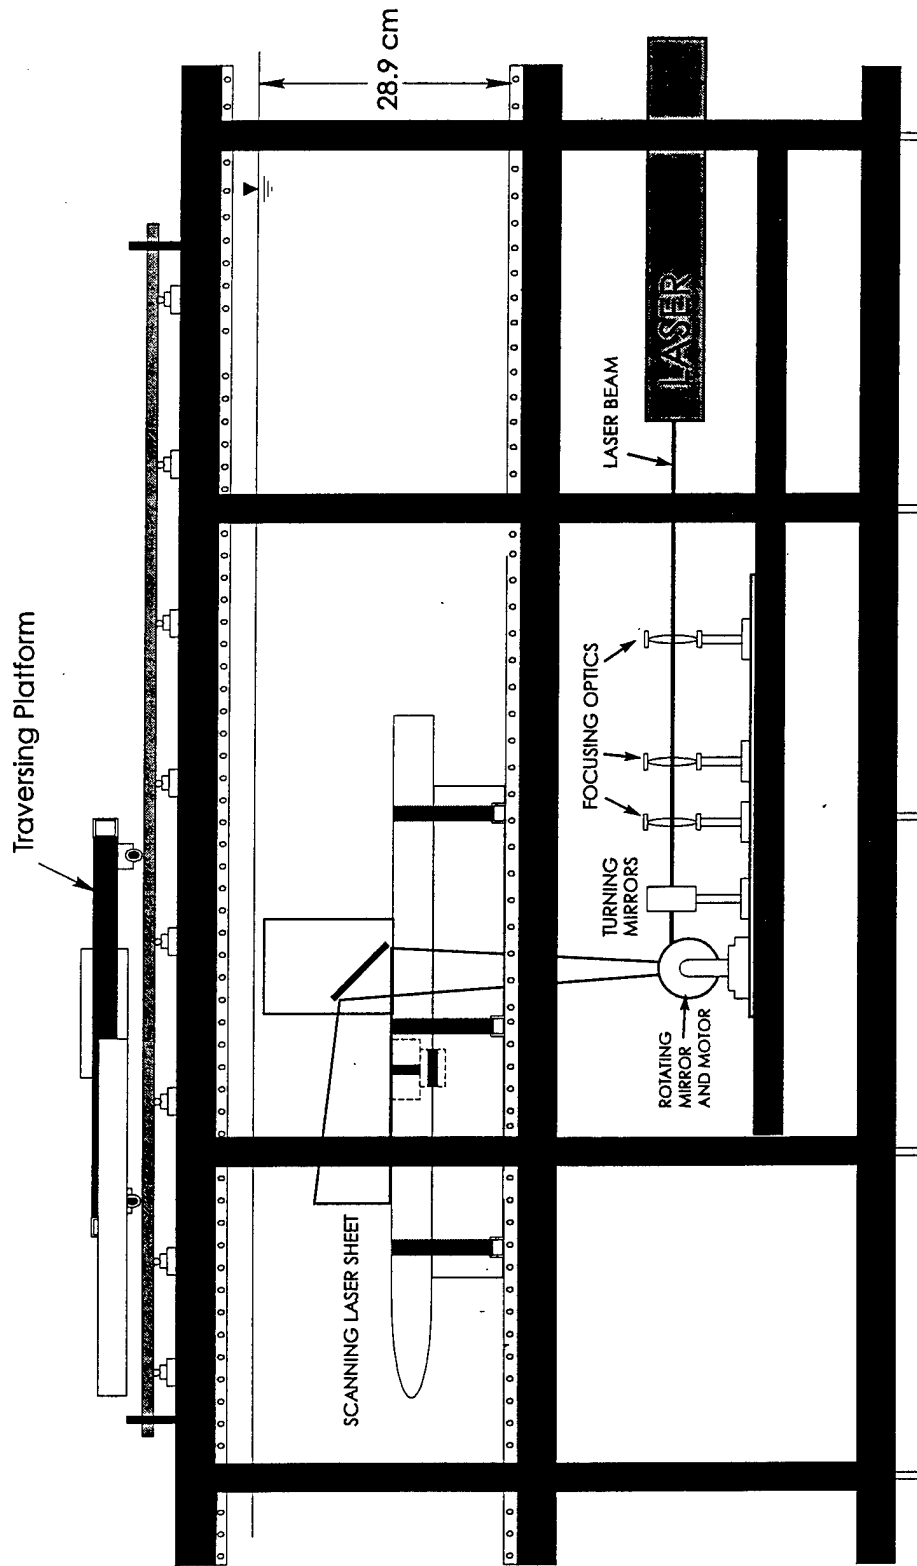 Traversing Platform
28.9 cm
SCANNING LASER SHEET
LASER BEAM
LASER
FOCUSING OPTICS
TURNING
MIRRORS
ROTATING
MIRROR
AND MOTOR